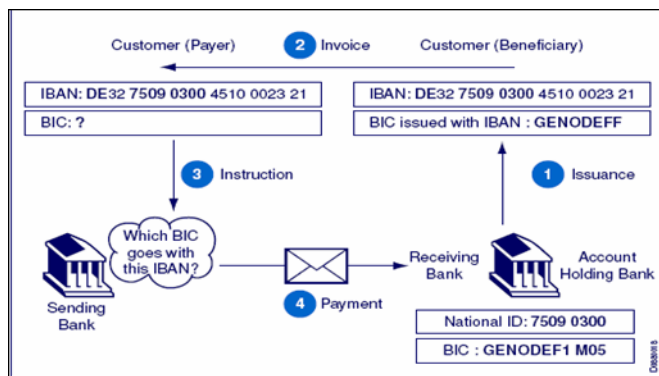 Customer (Payer) 2 Invoice Customer (Beneficiary)
IBAN: DE32 7509 0300 4510 0023 21
BIC: ?
IBAN: DE32 7509 0300 4510 0023 21
BIC issued with IBAN : GENODEFF
3 Instruction
1 Issuance
Which BIC
goes with
this IBAN?
Sending
Bank
4 Payment
Receiving
Bank
Account
Holding Bank
National ID: 7509 0300
BIC : GENODEF1 M05